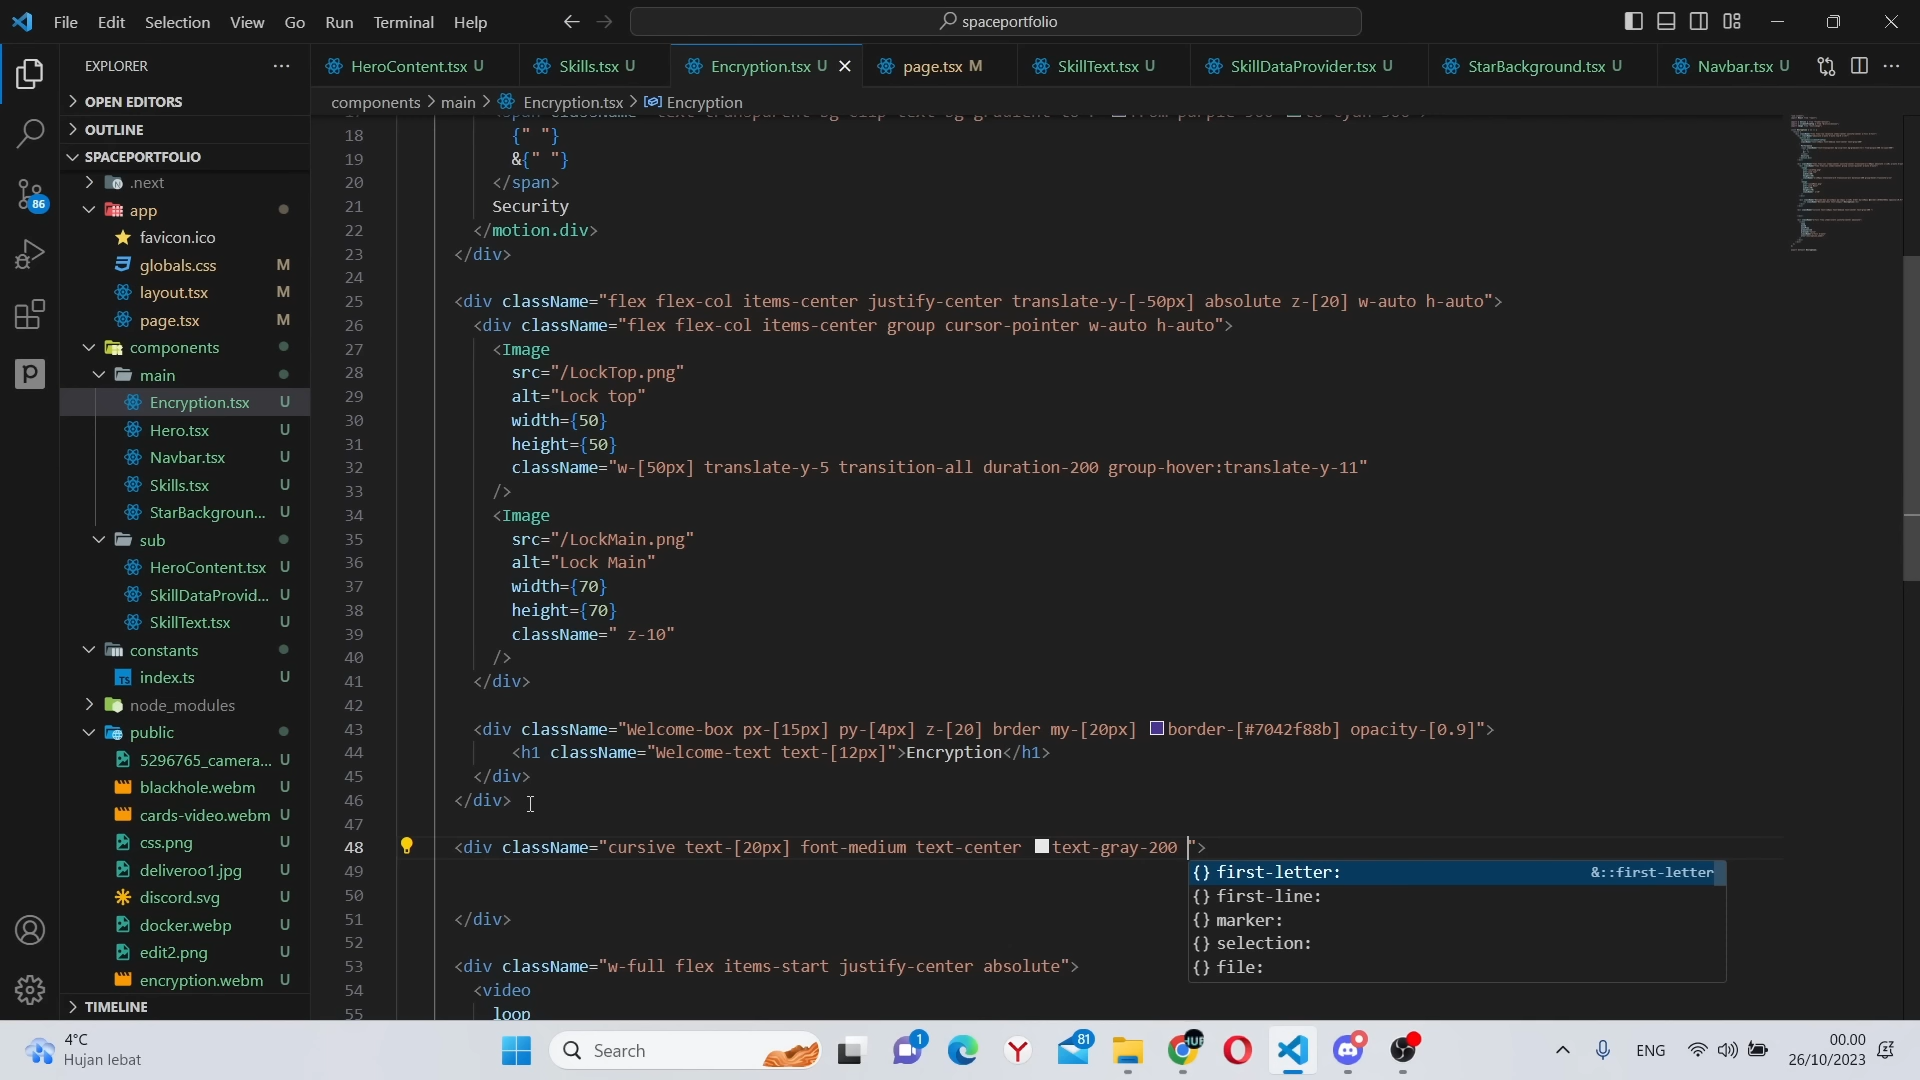 File Edit Selection View Go Run Terminal Help
spaceportfolio
EXPLORER
HeroContent.tsx U
Skills.tsx U
Encryption.tsx U
page.tsx M
SkillText.tsx U
SkillDataProvider.tsx U
StarBackground.tsx U
Navbar.tsx U
components > main > Encryption.tsx > Encryption
OPEN EDITORS
OUTLINE
SPACEPORTFOLIO
.next
app
favicon.ico
globals.css M
layout.tsx M
page.tsx M
components
main
Encryption.tsx U
Hero.tsx U
Navbar.tsx U
Skills.tsx U
StarBackgroun... U
sub
HeroContent.tsx U
SkillDataProvid... U
SkillText.tsx U
constants
index.ts U
node_modules
public
5296765_camera... U
blackhole.webm U
cards-video.webm U
css.png U
deliveroo1.jpg U
discord.svg U
docker.webp U
edit2.png U
encryption.webm U
TIMELINE
86
18 {" "}
19 &{" "}
20 </span>
21 Security
22 </motion.div>
23 </div>
24
25 <div className="flex flex-col items-center justify-center translate-y-[-50px] absolute z-[20] w-auto h-auto">
26 <div className="flex flex-col items-center group cursor-pointer w-auto h-auto">
27 <Image
28 src="/LockTop.png"
29 alt="Lock top"
30 width={50}
31 height={50}
32 className="w-[50px] translate-y-5 transition-all duration-200 group-hover:translate-y-11"
33 />
34 <Image
35 src="/LockMain.png"
36 alt="Lock Main"
37 width={70}
38 height={70}
39 className=" z-10"
40 />
41 </div>
42
43 <div className="Welcome-box px-[15px] py-[4px] z-[20] brder my-[20px] border-[#7042f88b] opacity-[0.9]">
44 <h1 className="Welcome-text text-[12px]">Encryption</h1>
45 </div>
46 </div>
47
48 <div className="cursive text-[20px] font-medium text-center text-gray-200 ">
49
50
51 </div>
52
53 <div className="w-full flex items-start justify-center absolute">
54 <video
55 loop
{} first-letter: &::first-letter
{} first-line:
{} marker:
{} selection:
{} file:
4°C
Hujan lebat
Search
1
81
HUB
ENG
00.00
26/10/2023